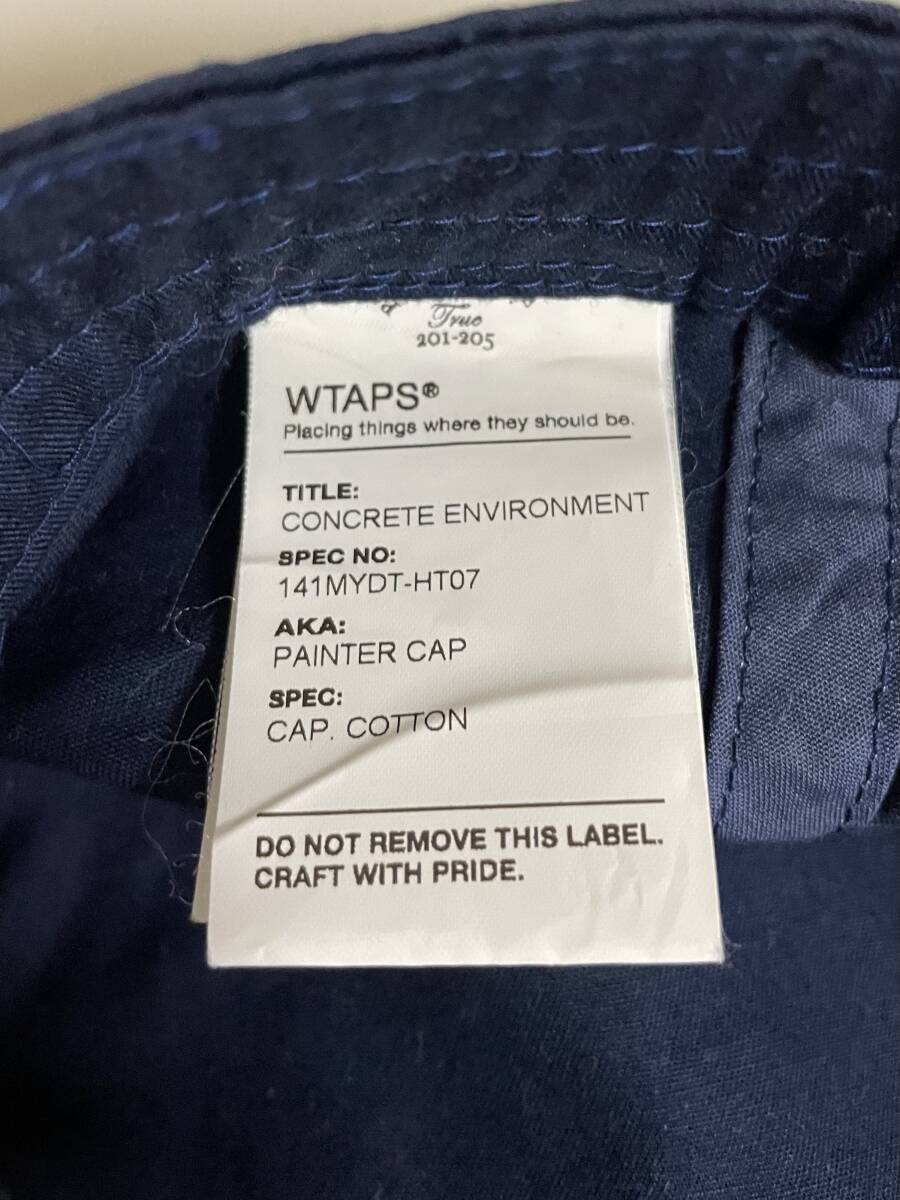 True
201-205
WTAPS®
Placing things where they should be.
TITLE:
CONCRETE ENVIRONMENT
SPEC NO:
141MYDT-HT07
AKA:
PAINTER CAP
SPEC:
CAP. COTTON
DO NOT REMOVE THIS LABEL.
CRAFT WITH PRIDE.